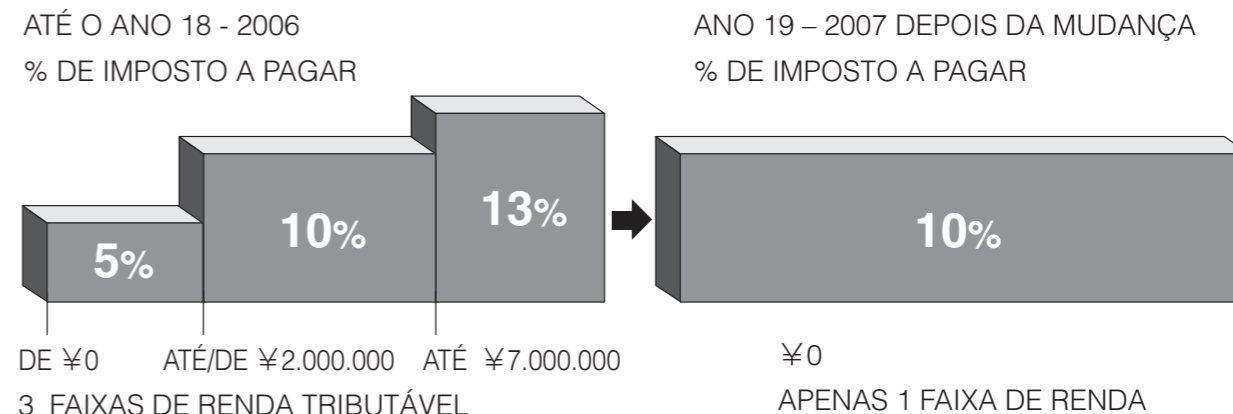 ATÉ O ANO 18 - 2006
% DE IMPOSTO A PAGAR
5%
10%
13%
DE ¥0 ATÉ/DE ¥2.000.000 ATÉ ¥7.000.000
3 FAIXAS DE RENDA TRIBUTÁVEL
ANO 19 – 2007 DEPOIS DA MUDANÇA
% DE IMPOSTO A PAGAR
10%
¥0
APENAS 1 FAIXA DE RENDA